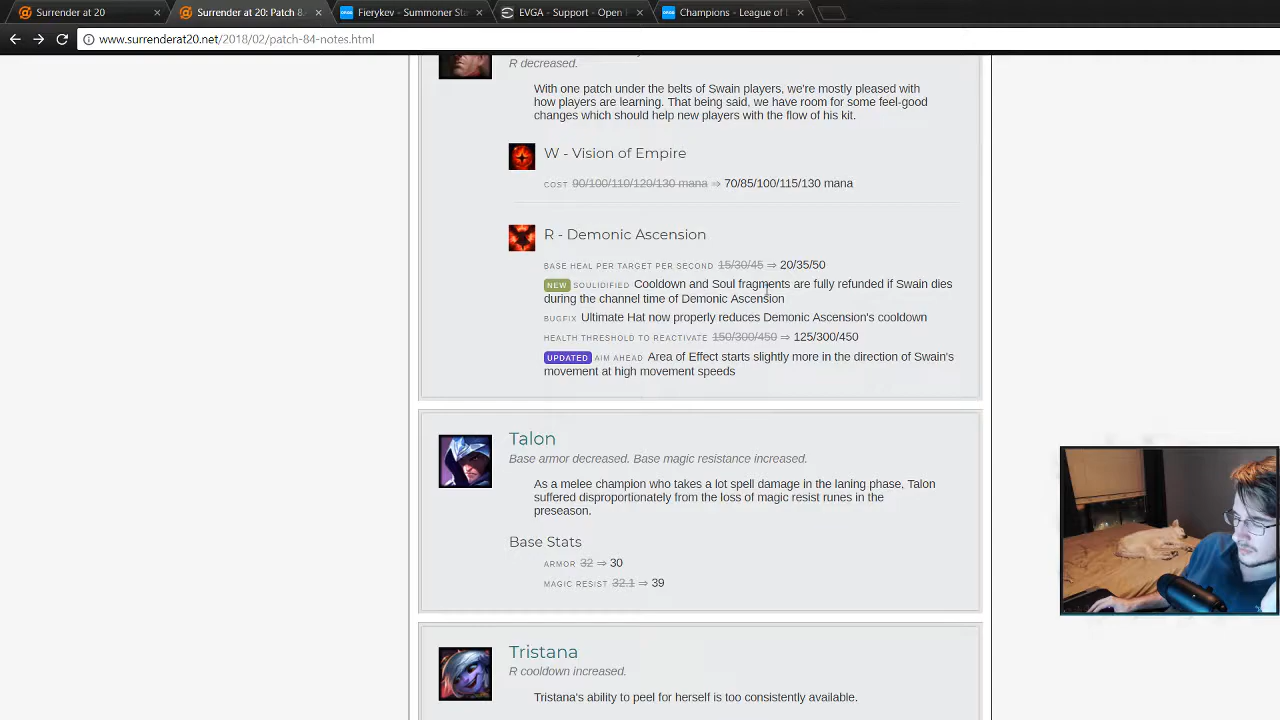 Surrender at 20
Surrender at 20: Patch 8.
Fierykev - Summoner Sta
EVGA - Support - Open
Champions - League of L
www.surrenderat20.net/2018/02/patch-84-notes.html
R decreased.
With one patch under the belts of Swain players, we're mostly pleased with
how players are learning. That being said, we have room for some feel-good
changes which should help new players with the flow of his kit.
W - Vision of Empire
COST 90/100/110/120/130 mana ⇒ 70/85/100/115/130 mana
R - Demonic Ascension
BASE HEAL PER TARGET PER SECOND 15/30/45 ⇒ 20/35/50
NEW SOULIDIFIED Cooldown and Soul fragments are fully refunded if Swain dies
during the channel time of Demonic Ascension
BUGFIX Ultimate Hat now properly reduces Demonic Ascension's cooldown
HEALTH THRESHOLD TO REACTIVATE 150/300/450 ⇒ 125/300/450
UPDATED AIM AHEAD Area of Effect starts slightly more in the direction of Swain's
movement at high movement speeds
Talon
Base armor decreased. Base magic resistance increased.
As a melee champion who takes a lot spell damage in the laning phase, Talon
suffered disproportionately from the loss of magic resist runes in the
preseason.
Base Stats
ARMOR 32 ⇒ 30
MAGIC RESIST 32.1 ⇒ 39
Tristana
R cooldown increased.
Tristana's ability to peel for herself is too consistently available.